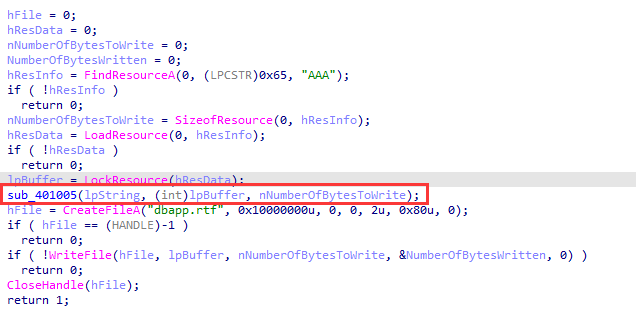 hFile = 0;
hResData = 0;
nNumberOfBytesToWrite = 0;
NumberOfBytesWritten = 0;
hResInfo = FindResourceA(0, (LPCSTR)0x65, "AAA");
if ( !hResInfo )
return 0;
nNumberOfBytesToWrite = SizeofResource(0, hResInfo);
hResData = LoadResource(0, hResInfo);
if ( !hResData )
return 0;
lpBuffer = LockResource(hResData);
sub_401005(lpString, (int)lpBuffer, nNumberOfBytesToWrite);
hFile = CreateFileA("dbapp.rtf", 0x10000000u, 0, 0, 2u, 0x80u, 0);
if ( hFile == (HANDLE)-1 )
return 0;
if ( !WriteFile(hFile, lpBuffer, nNumberOfBytesToWrite, &NumberOfBytesWritten, 0) )
return 0;
CloseHandle(hFile);
return 1;